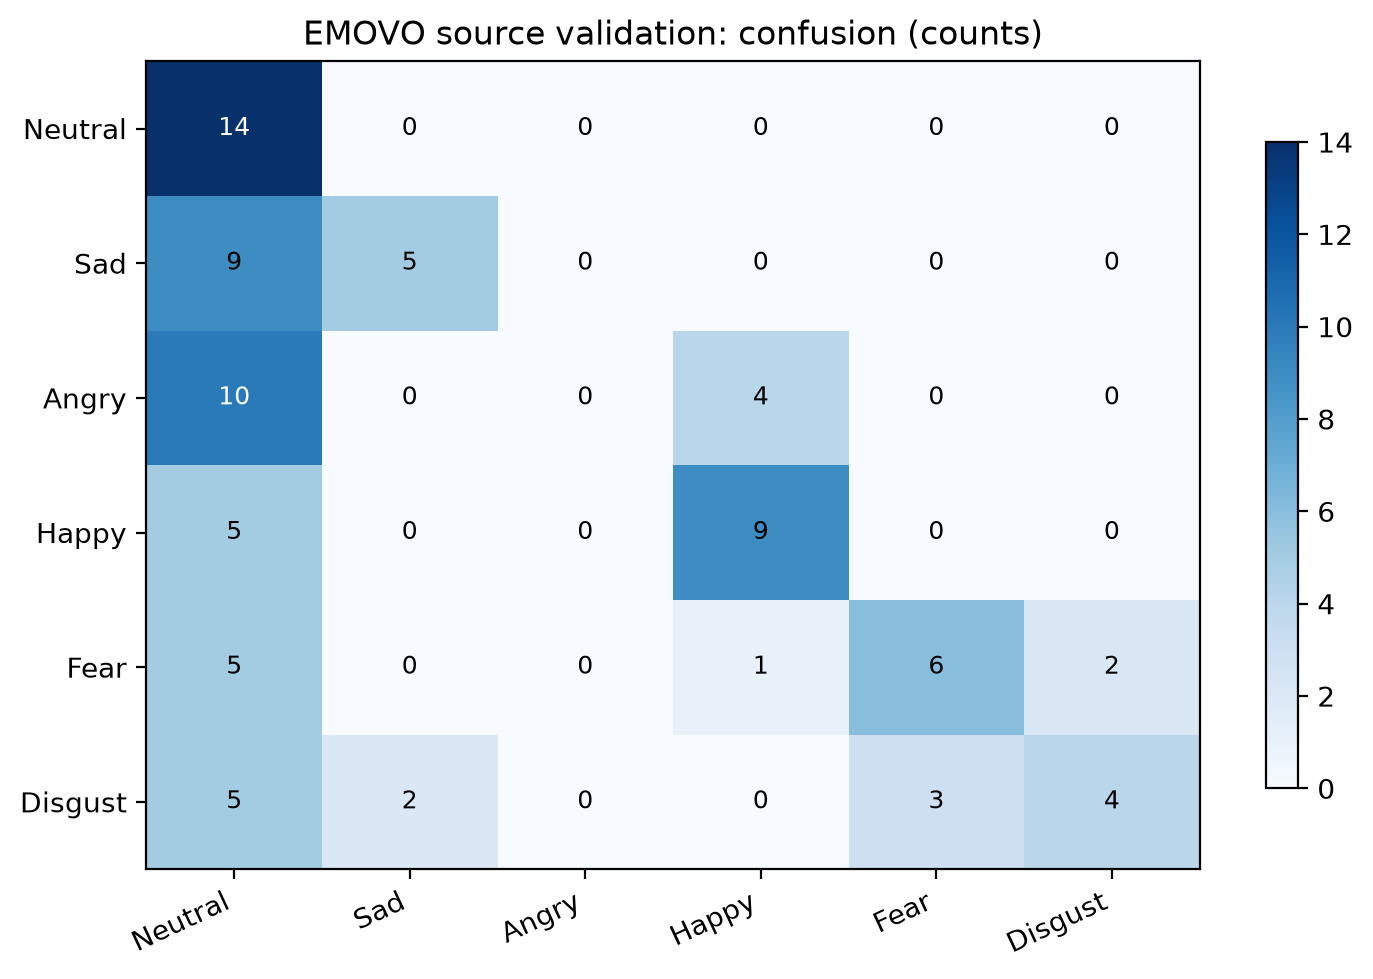 EMOVO source validation: confusion (counts)
Neutral 14 0 0 0 0 0
Sad 9 5 0 0 0 0
Angry 10 0 0 4 0 0
Happy 5 0 0 9 0 0
Fear 5 0 0 1 6 2
Disgust 5 2 0 0 3 4
Neutral Sad Angry Happy Fear Disgust
14
12
10
8
6
4
2
0